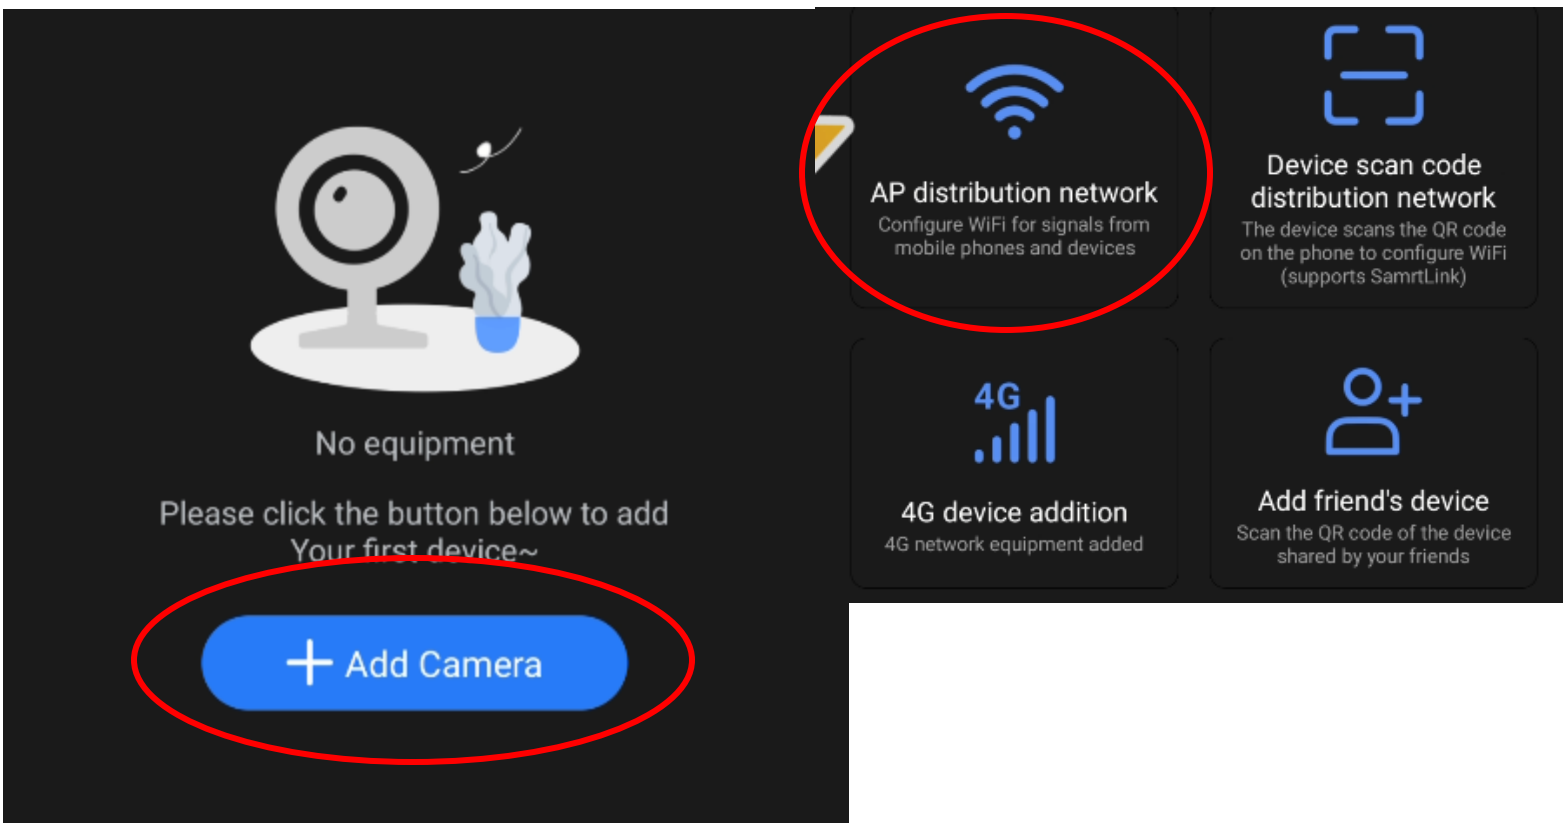 No equipment
Please click the button below to add
Your first device~
Add Camera
AP distribution network
Configure WiFi for signals from
mobile phones and devices
Device scan code
distribution network
The device scans the QR code
on the phone to configure WiFi
(supports SamrtLink)
4G
4G device addition
4G network equipment added
Add friend's device
Scan the QR code of the device
shared by your friends